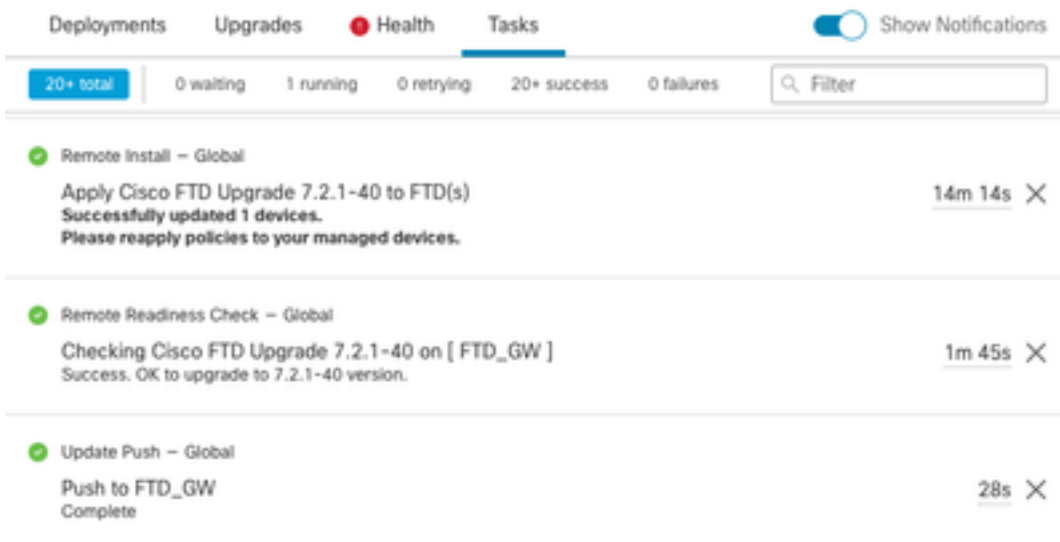 Deployments Upgrades Health Tasks Show Notifications
20+ total 0 waiting 1 running 0 retrying 20+ success 0 failures Filter
Remote Install – Global
Apply Cisco FTD Upgrade 7.2.1-40 to FTD(s) 14m 14s
Successfully updated 1 devices.
Please reapply policies to your managed devices.
Remote Readiness Check – Global
Checking Cisco FTD Upgrade 7.2.1-40 on [ FTD_GW ] 1m 45s
Success. OK to upgrade to 7.2.1-40 version.
Update Push – Global
Push to FTD_GW 28s
Complete